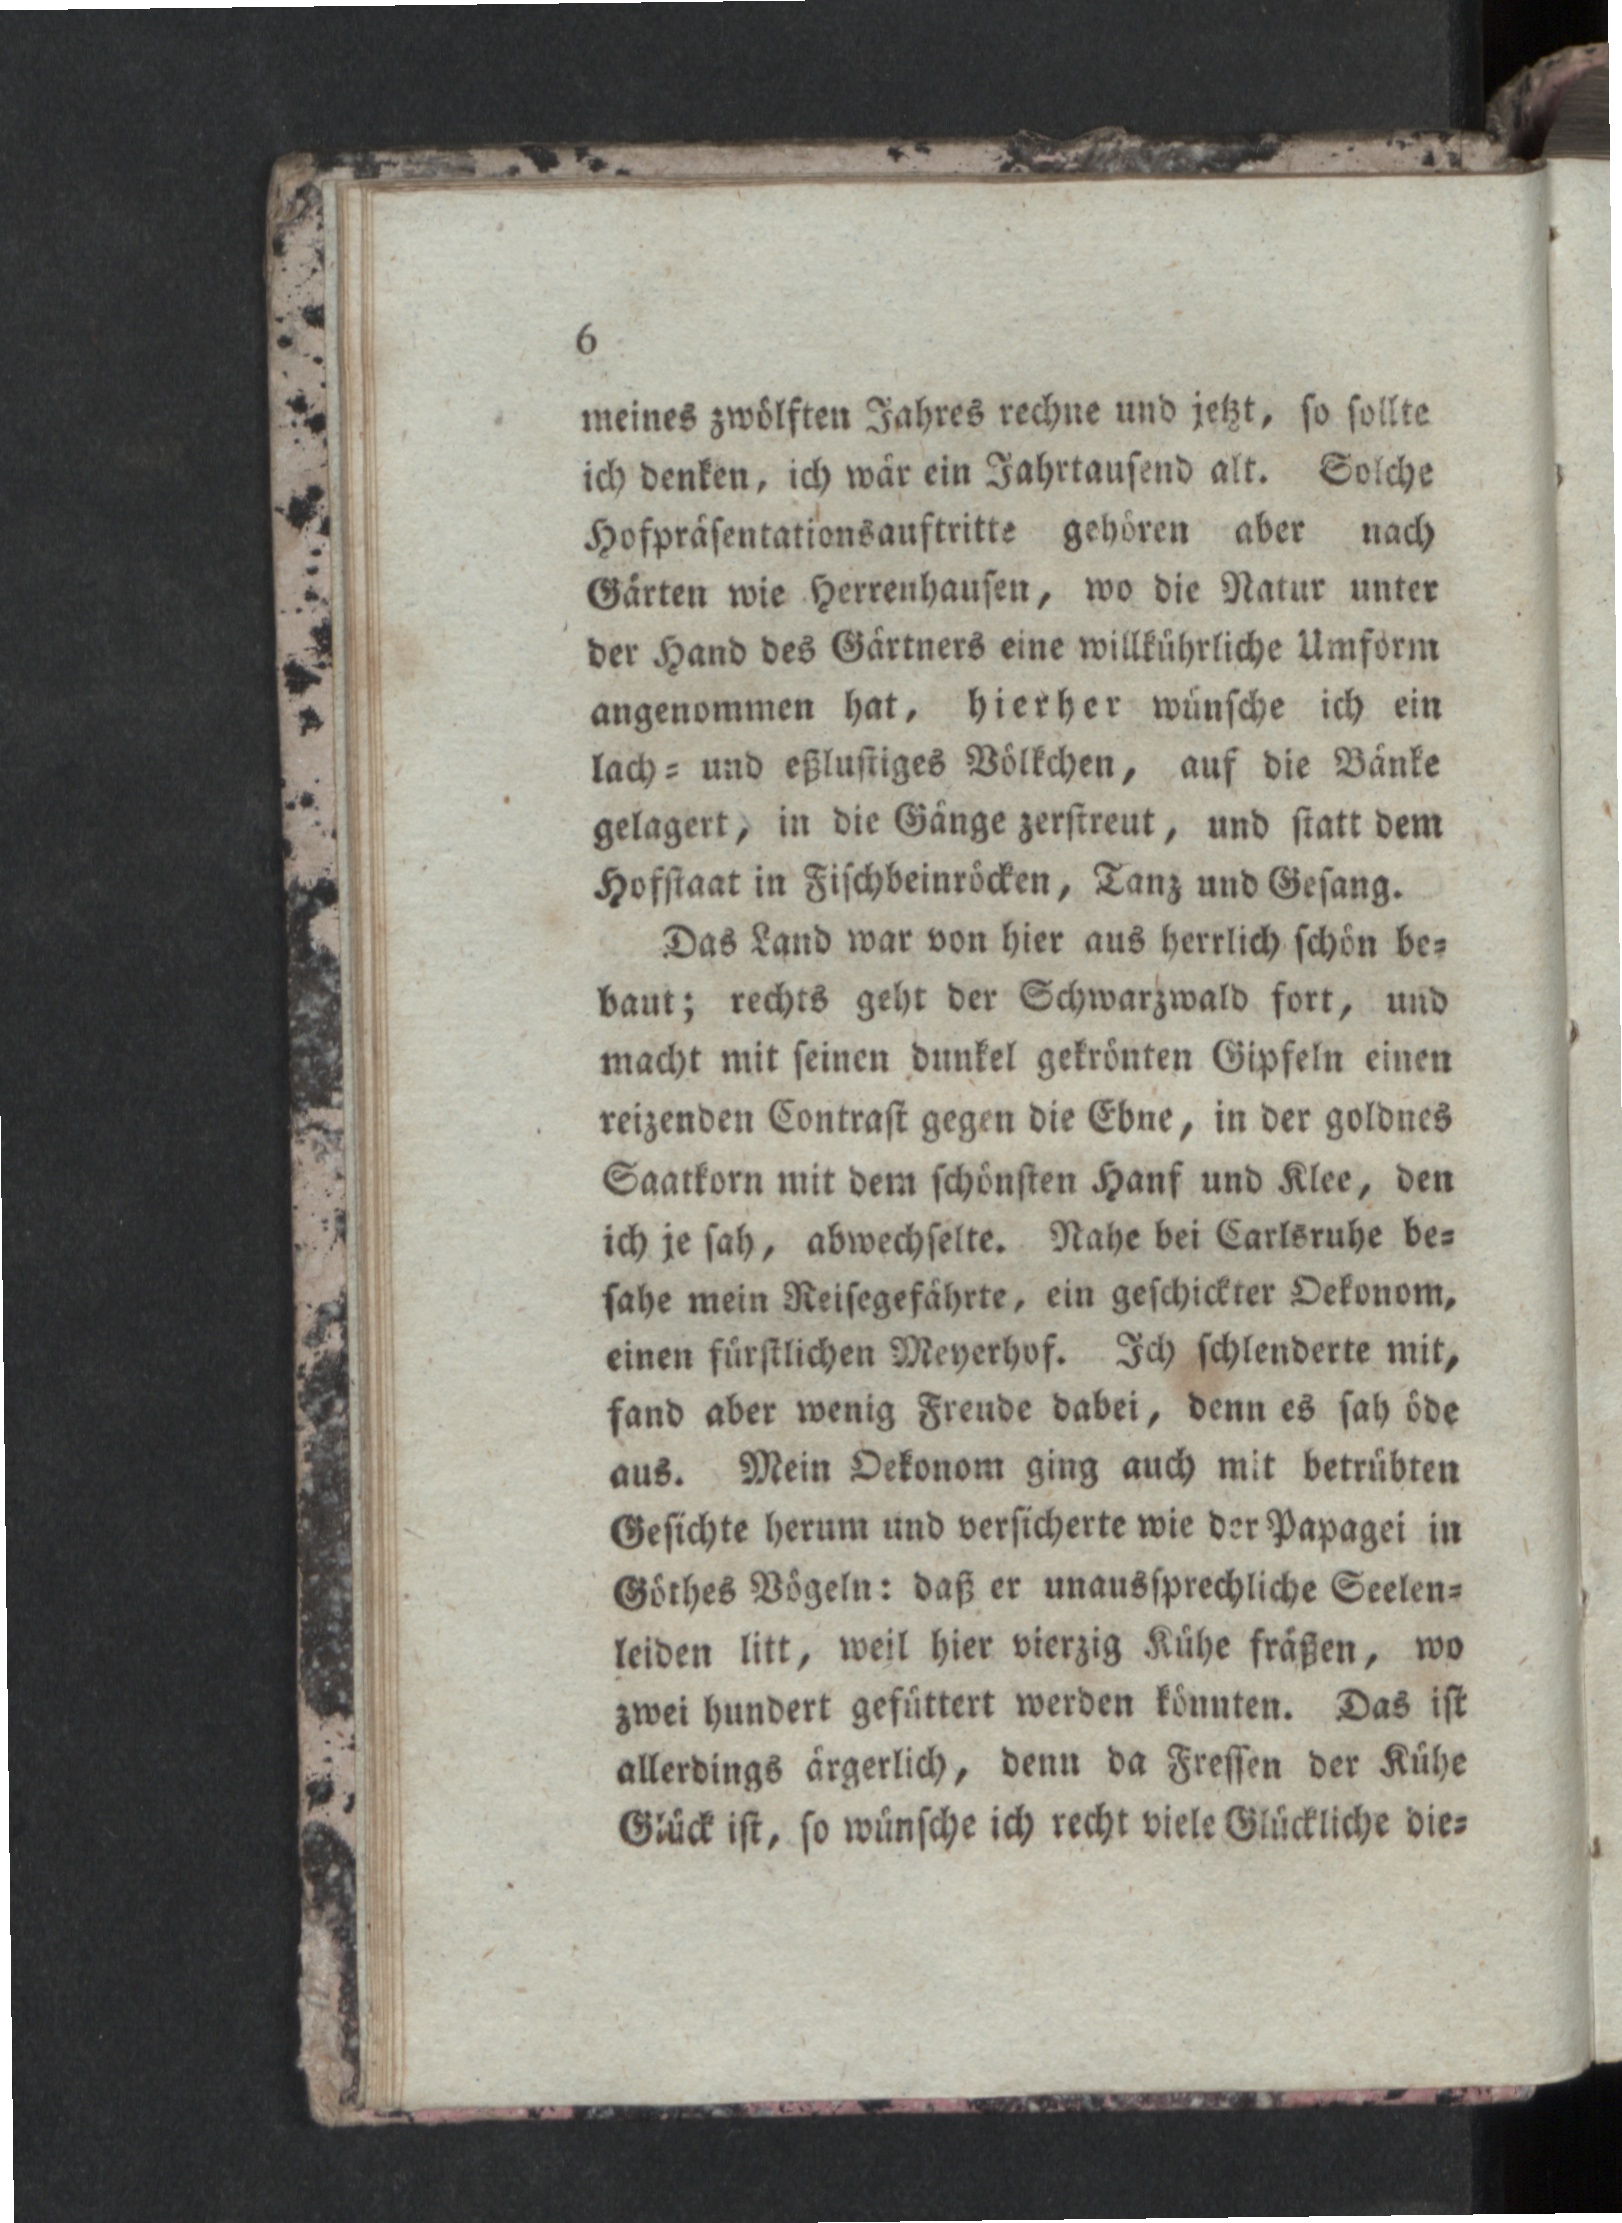 6
meines zwölften Jahres rechne und jetzt, so sollte
ich denken, ich wär ein Jahrtausend alt. Solche
Hofpräsentationsauftritte gehören aber nach
Gärten wie Herrenhausen, wo die Natur unter
der Hand des Gärtners eine willkührliche Umform
angenommen hat, hierher wünsche ich ein
lach- und eßlustiges Völkchen, auf die Bänke
gelagert, in die Gänge zerstreut, und statt dem
Hofstaat in Fischbeinröcken, Tanz und Gesang.
Das Land war von hier aus herrlich schön be-
baut; rechts geht der Schwarzwald fort, und
macht mit seinen dunkel gekrönten Gipfeln einen
reizenden Contrast gegen die Ebne, in der goldnes
Saatkorn mit dem schönsten Hanf und Klee, den
ich je sah, abwechselte. Nahe bei Carlsruhe be-
sahe mein Reisegefährte, ein geschickter Oekonom,
einen fürstlichen Meyerhof. Ich schlenderte mit,
fand aber wenig Freude dabei, denn es sah öde
aus. Mein Oekonom ging auch mit betrübten
Gesichte herum und versicherte wie der Papagei in
Göthes Vögeln: daß er unaussprechliche Seelen-
leiden litt, weil hier vierzig Kühe fräßen, wo
zwei hundert gefüttert werden könnten. Das ist
allerdings ärgerlich, denn da Fressen der Kühe
Glück ist, so wünsche ich recht viele Glückliche die-